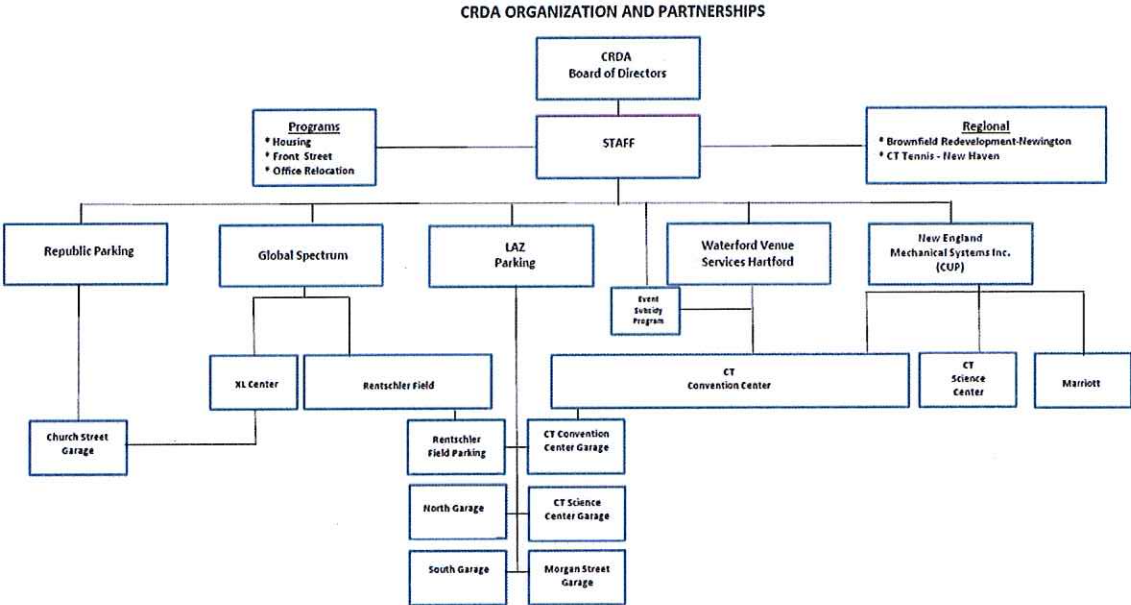 CRDA ORGANIZATION AND PARTNERSHIPS
CRDA
Board of Directors
Programs
* Housing
* Front Street
* Office Relocation
STAFF
Regional
* Brownfield Redevelopment-Newington
* CT Tennis - New Haven
Republic Parking
Global Spectrum
LAZ
Parking
Waterford Venue
Services Hartford
New England
Mechanical Systems Inc.
(CUP)
Event
Subsidy
Program
XL Center
Rentschler Field
CT
Convention Center
CT
Science
Center
Marriott
Church Street
Garage
Rentschler
Field Parking
CT Convention
Center Garage
North Garage
CT Science
Center Garage
South Garage
Morgan Street
Garage